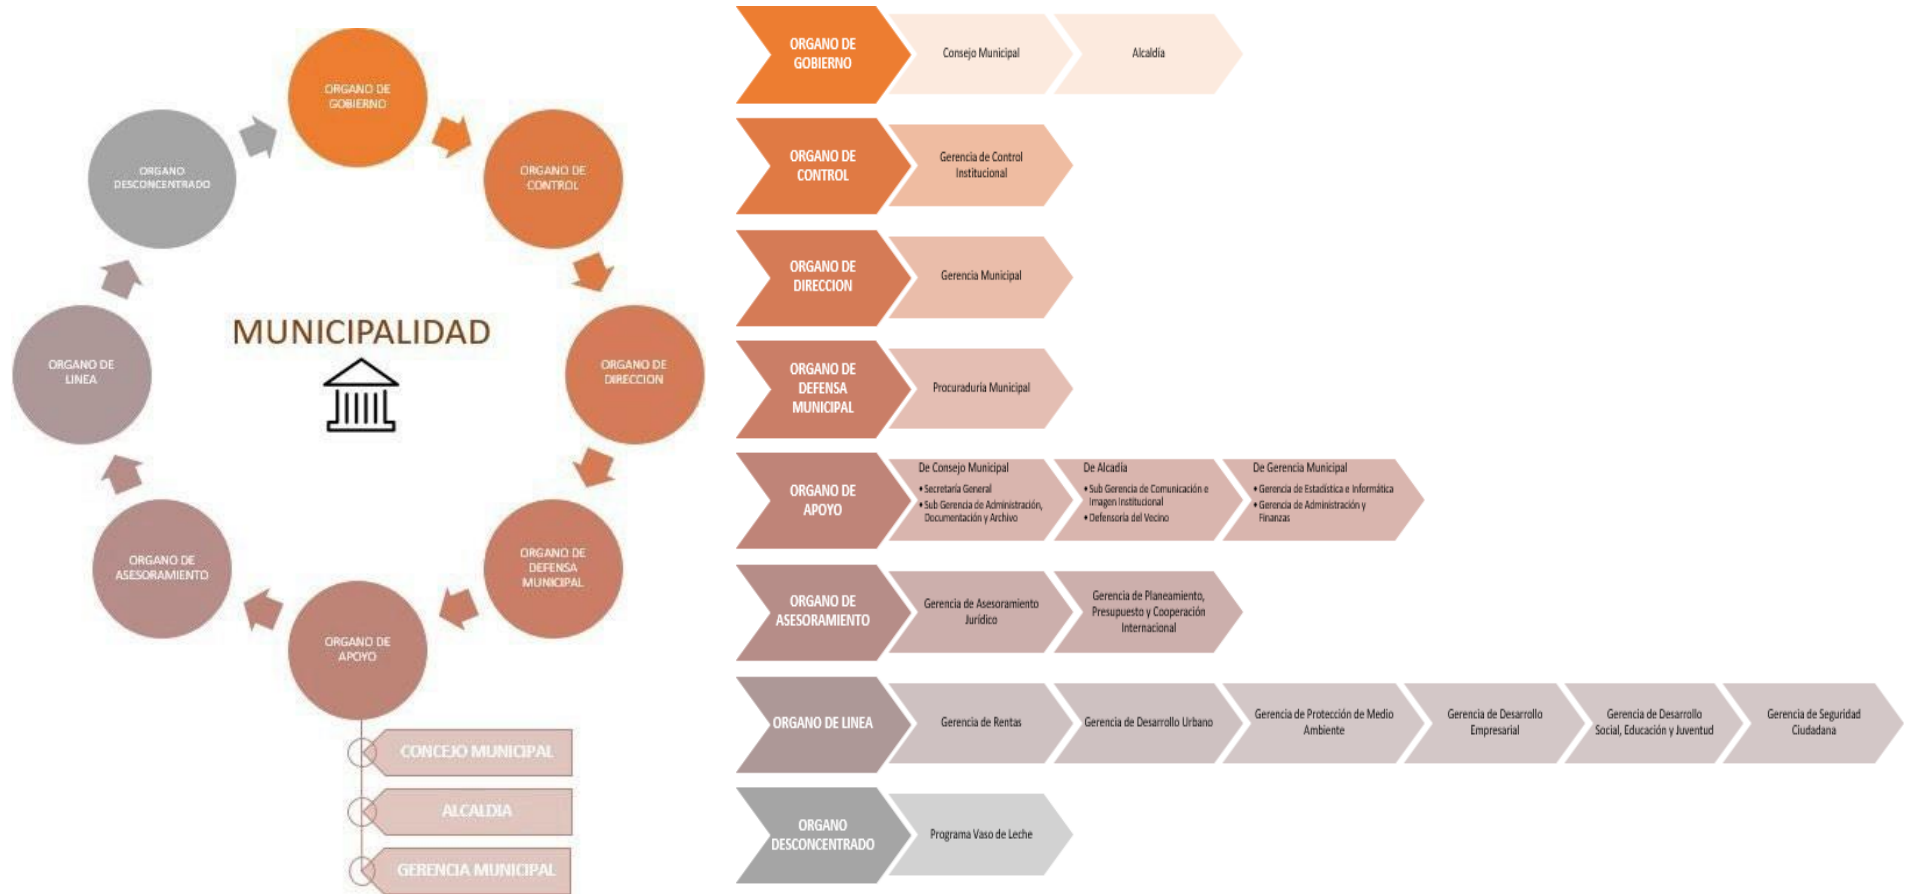 ORGANO DE
GOBIERNO
ORGANO DE
CONTROL
ORGANO DE
DIRECCION
ORGANO DE
DEFENSA
MUNICIPAL
ORGANO DE
APOYO
ORGANO DE
ASESORAMIENTO
ORGANO DE
LINEA
ORGANO
DESCONCENTRADO
MUNICIPALIDAD
CONCEJO MUNICIPAL
ALCALDIA
GERENCIA MUNICIPAL
ORGANO DE
GOBIERNO
Consejo Municipal
Alcaldía
ORGANO DE
CONTROL
Gerencia de Control
Institucional
ORGANO DE
DIRECCION
Gerencia Municipal
ORGANO DE
DEFENSA
MUNICIPAL
Procuraduría Municipal
ORGANO DE
APOYO
De Consejo Municipal
• Secretaría General
• Sub Gerencia de Administración,
Documentación y Archivo
De Alcadía
• Sub Gerencia de Comunicación e
Imagen Institucional
• Defensoría del Vecino
De Gerencia Municipal
• Gerencia de Estadística e Informática
• Gerencia de Administración y
Finanzas
ORGANO DE
ASESORAMIENTO
Gerencia de Asesoramiento
Jurídico
Gerencia de Planeamiento,
Presupuesto y Cooperación
Internacional
ORGANO DE LINEA
Gerencia de Rentas
Gerencia de Desarrollo Urbano
Gerencia de Protección de Medio
Ambiente
Gerencia de Desarrollo
Empresarial
Gerencia de Desarrollo
Social, Educación y Juventud
Gerencia de Seguridad
Ciudadana
ORGANO
DESCONCENTRADO
Programa Vaso de Leche